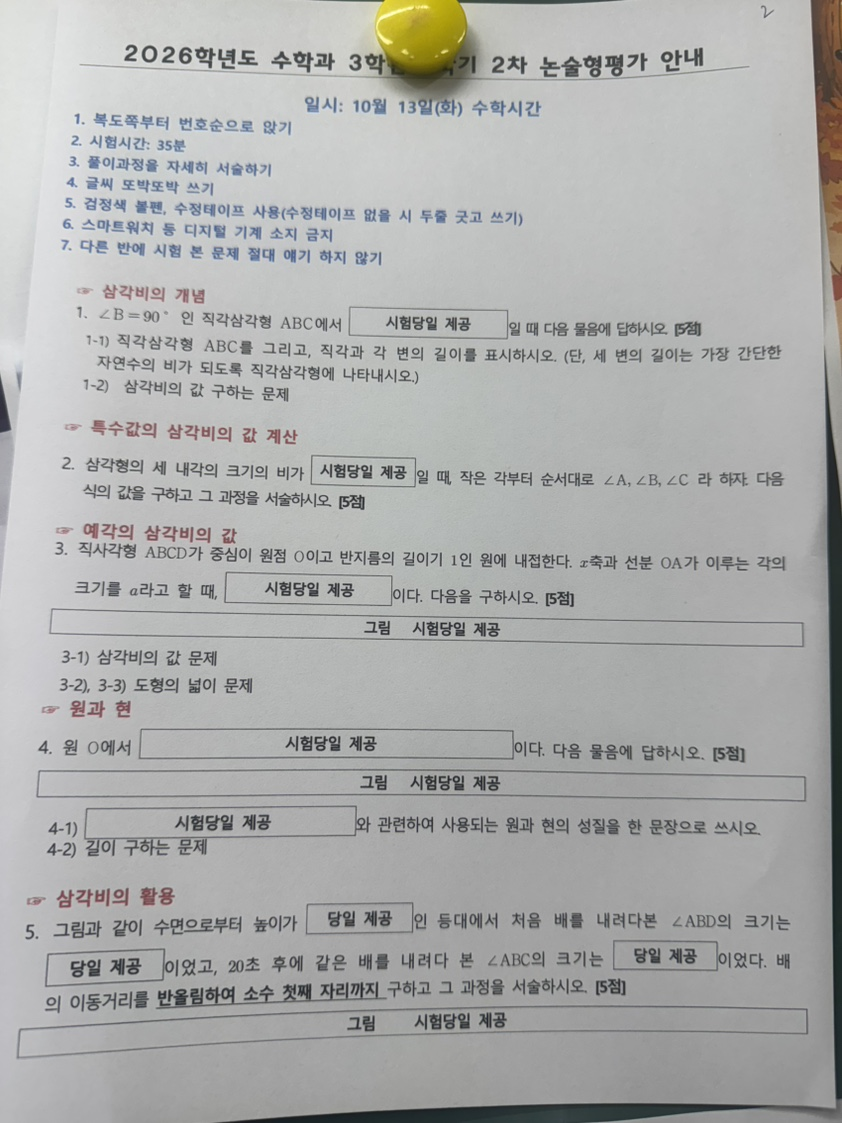 2
2026학년도 수학과 3학년 학기 2차 논술형평가 안내
일시: 10월 13일(화) 수학시간
1. 복도쪽부터 번호순으로 앉기
2. 시험시간: 35분
3. 풀이과정을 자세히 서술하기
4. 글씨 또박또박 쓰기
5. 검정색 볼펜, 수정테이프 사용(수정테이프 없을 시 두줄 긋고 쓰기)
6. 스마트워치 등 디지털 기계 소지 금지
7. 다른 반에 시험 본 문제 절대 얘기 하지 않기
☞ 삼각비의 개념
1. ∠B=90° 인 직각삼각형 ABC에서 시험당일 제공 일 때 다음 물음에 답하시오. [5점]
1-1) 직각삼각형 ABC를 그리고, 직각과 각 변의 길이를 표시하시오. (단, 세 변의 길이는 가장 간단한
자연수의 비가 되도록 직각삼각형에 나타내시오.)
1-2) 삼각비의 값 구하는 문제
☞ 특수값의 삼각비의 값 계산
2. 삼각형의 세 내각의 크기의 비가 시험당일 제공 일 때, 작은 각부터 순서대로 ∠A, ∠B, ∠C 라 하자. 다음
식의 값을 구하고 그 과정을 서술하시오. [5점]
☞ 예각의 삼각비의 값
3. 직사각형 ABCD가 중심이 원점 O이고 반지름의 길이기 1인 원에 내접한다. x축과 선분 OA가 이루는 각의
크기를 a라고 할 때, 시험당일 제공 이다. 다음을 구하시오. [5점]
그림 시험당일 제공
3-1) 삼각비의 값 문제
3-2), 3-3) 도형의 넓이 문제
☞ 원과 현
4. 원 O에서 시험당일 제공 이다. 다음 물음에 답하시오. [5점]
그림 시험당일 제공
4-1) 시험당일 제공 와 관련하여 사용되는 원과 현의 성질을 한 문장으로 쓰시오.
4-2) 길이 구하는 문제
☞ 삼각비의 활용
5. 그림과 같이 수면으로부터 높이가 당일 제공 인 등대에서 처음 배를 내려다본 ∠ABD의 크기는
당일 제공 이었고, 20초 후에 같은 배를 내려다 본 ∠ABC의 크기는 당일 제공 이었다. 배
의 이동거리를 반올림하여 소수 첫째 자리까지 구하고 그 과정을 서술하시오. [5점]
그림 시험당일 제공